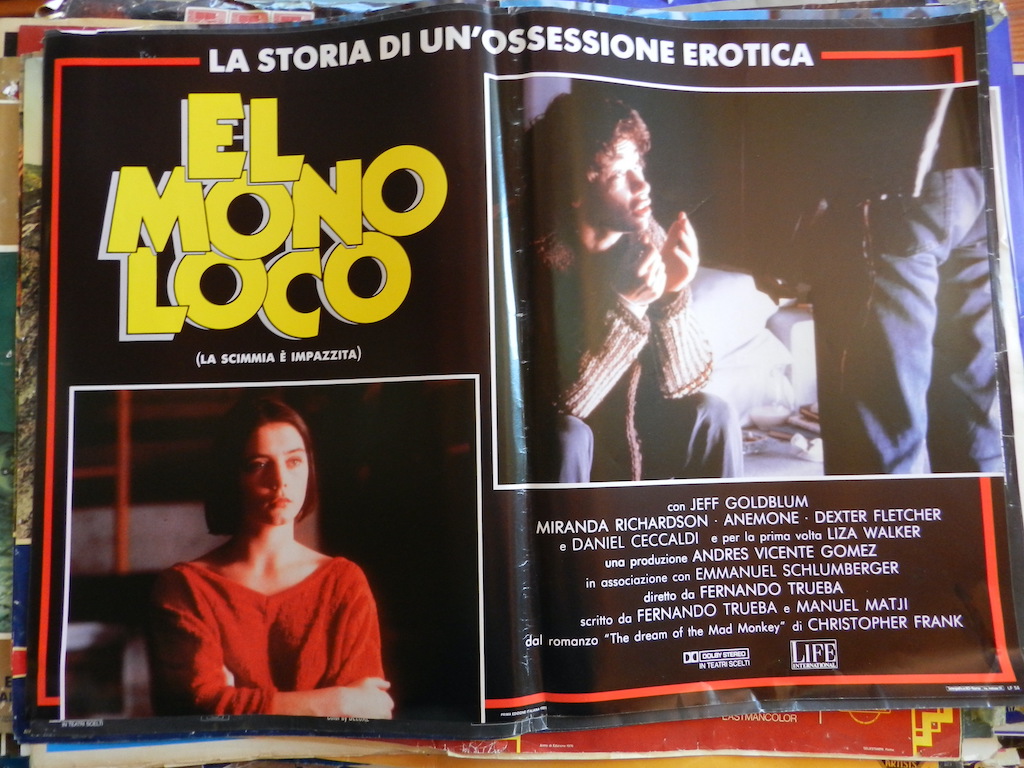 LA STORIA DI UN'OSSESSIONE EROTICA
EL
MONO
LOCO
(LA SCIMMIA È IMPAZZITA)
con JEFF GOLDBLUM
MIRANDA RICHARDSON · ANEMONE · DEXTER FLETCHER
e DANIEL CECCALDI e per la prima volta LIZA WALKER
una produzione ANDRES VICENTE GOMEZ
in associazione con EMMANUEL SCHLUMBERGER
diretto da FERNANDO TRUEBA
scritto da FERNANDO TRUEBA e MANUEL MATJI
dal romanzo "The dream of the Mad Monkey" di CHRISTOPHER FRANK
DOLBY STEREO
IN TEATRI SCELTI
LIFE
INTERNATIONAL
IN TEATRI SCELTI
EASTMANCOLOR